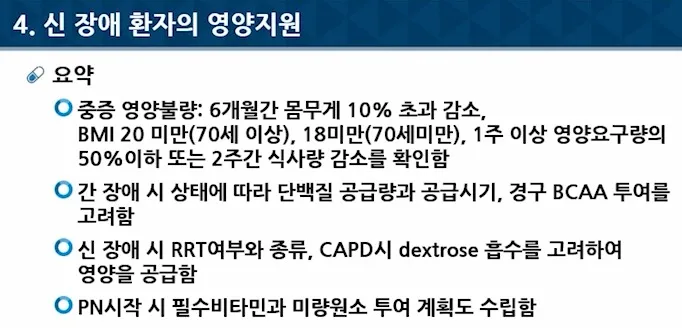 4. 신 장애 환자의 영양지원
요약
중증 영양불량: 6개월간 몸무게 10% 초과 감소,
BMI 20 미만(70세 이상), 18미만(70세미만), 1주 이상 영양요구량의
50%이하 또는 2주간 식사량 감소를 확인함
간 장애 시 상태에 따라 단백질 공급량과 공급시기, 경구 BCAA 투여를
고려함
신 장애 시 RRT여부와 종류, CAPD시 dextrose 흡수를 고려하여
영양을 공급함
PN시작 시 필수비타민과 미량원소 투여 계획도 수립함